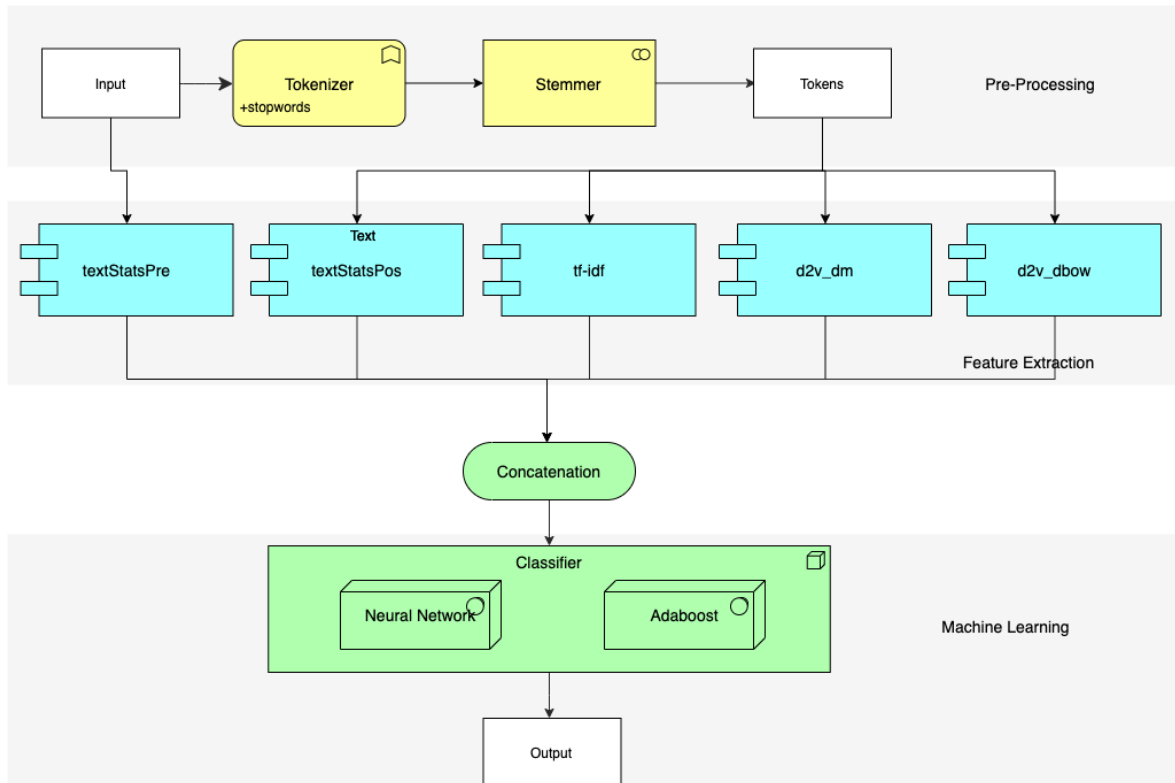 Input
Tokenizer
+stopwords
Stemmer
Tokens
Pre-Processing
textStatsPre
Text
textStatsPos
tf-idf
d2v_dm
d2v_dbow
Feature Extraction
Concatenation
Classifier
Neural Network
Adaboost
Machine Learning
Output